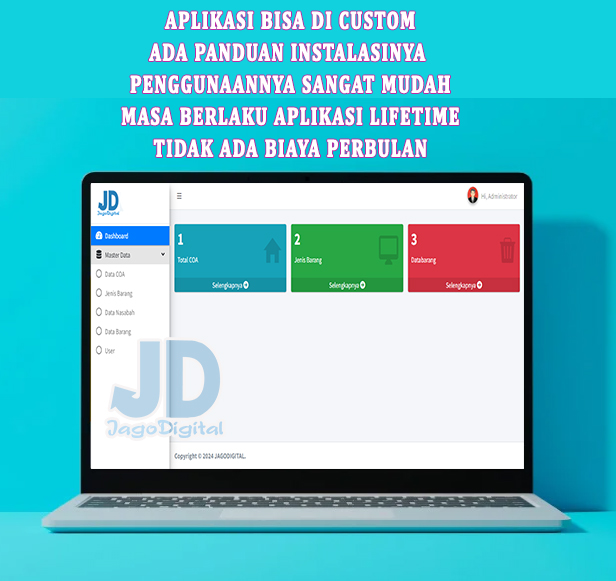 APLIKASI BISA DI CUSTOM
ADA PANDUAN INSTALASINYA
PENGGUNAANNYA SANGAT MUDAH
MASA BERLAKU APLIKASI LIFETIME
TIDAK ADA BIAYA PERBULAN
JD
JagoDigital
Hi, Administrator
Dashboard
Master Data
Data COA
Jenis Barang
Data Nasabah
Data Barang
User
1
Total COA
Selengkapnya
2
Jenis Barang
Selengkapnya
3
Databarang
Selengkapnya
JD
JagoDigital
Copyright © 2024 JAGODIGITAL.